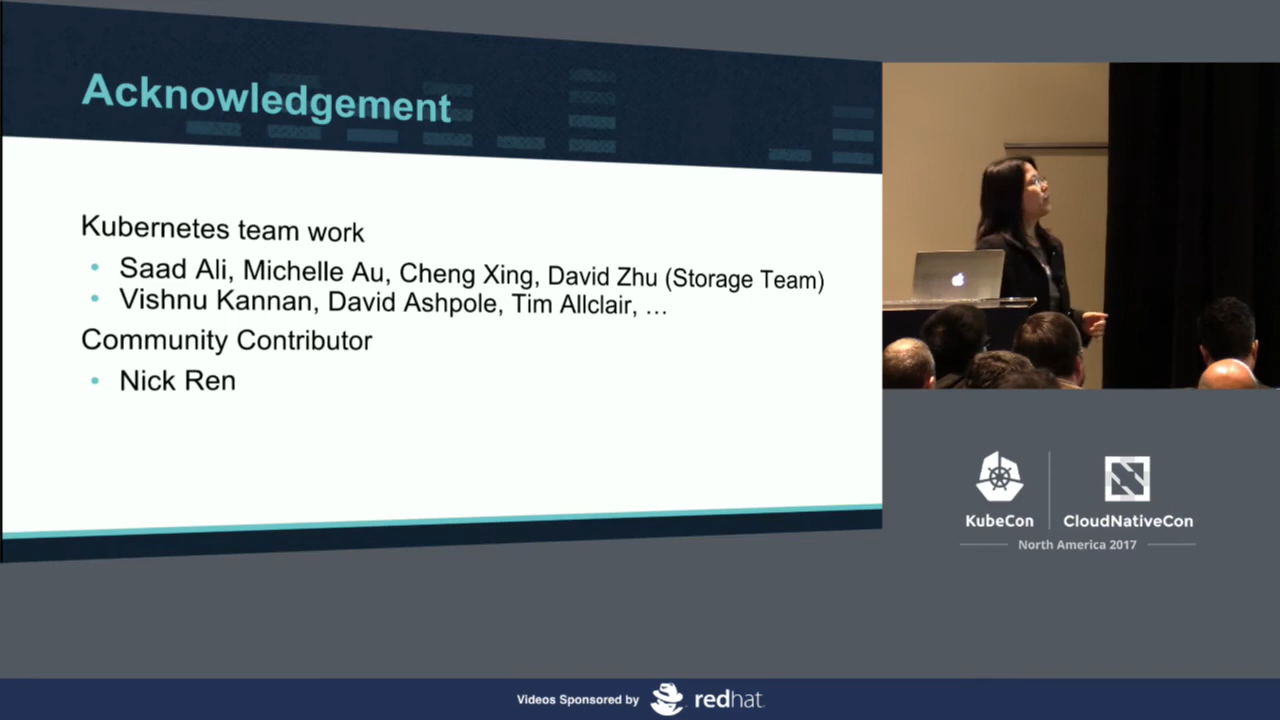 Acknowledgement
Kubernetes team work
Saad Ali, Michelle Au, Cheng Xing, David Zhu (Storage Team)
Vishnu Kannan, David Ashpole, Tim Allclair, …
Community Contributor
Nick Ren
KubeCon
CloudNativeCon
North America 2017
Videos Sponsored by
redhat